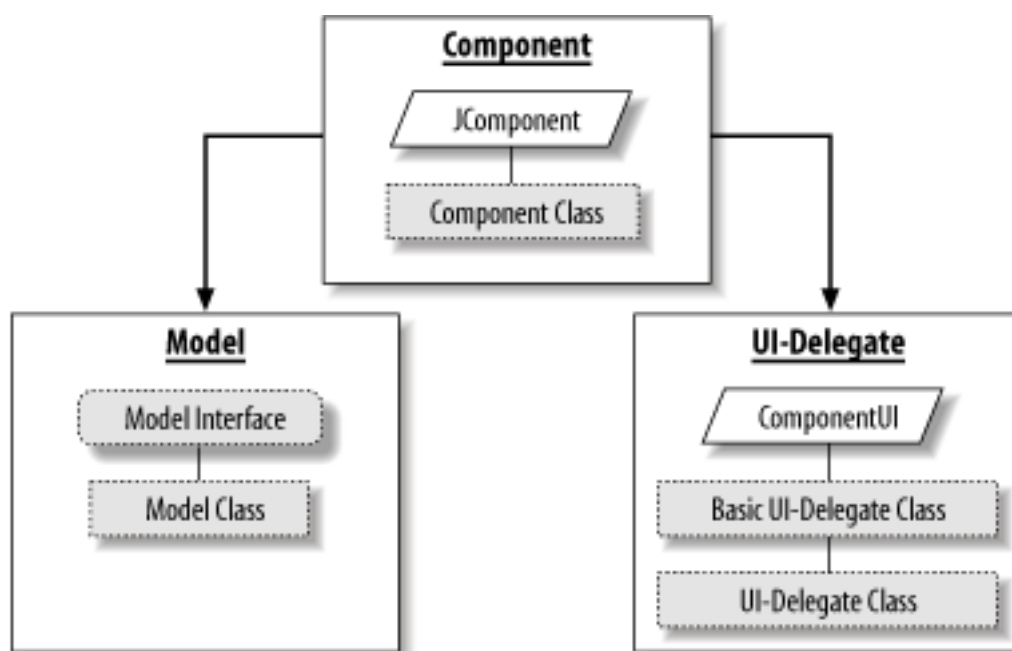 Component
JComponent
Component Class
Model
Model Interface
Model Class
UI-Delegate
ComponentUI
Basic UI-Delegate Class
UI-Delegate Class